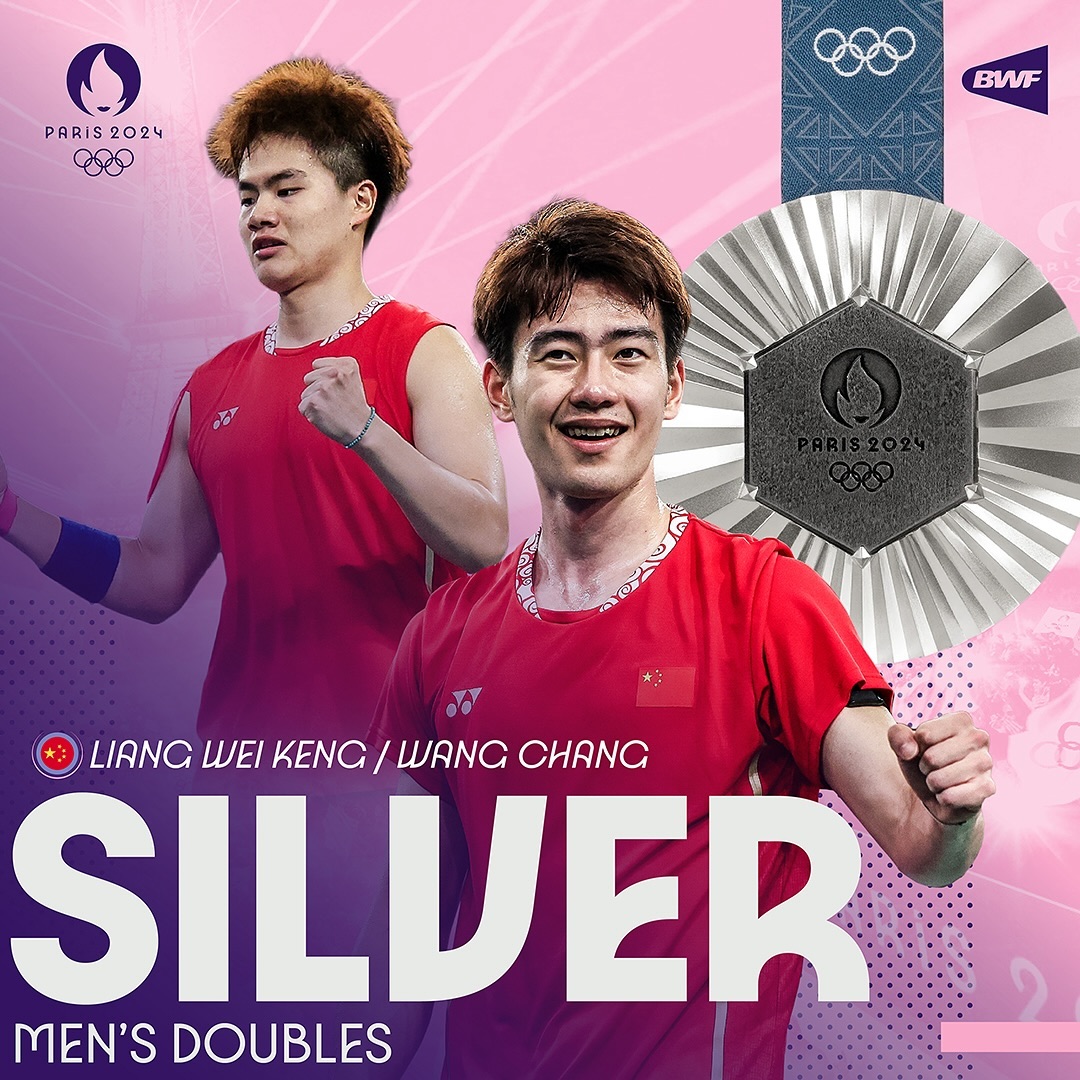 PARIS 2024
BWF
PARIS 2024
LIANG WEI KENG / WANG CHANG
SILVER
MEN'S DOUBLES